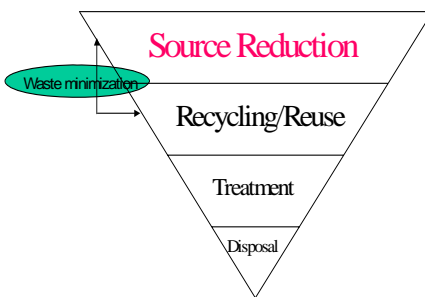 Source Reduction
Waste minimization
Recycling/Reuse
Treatment
Disposal